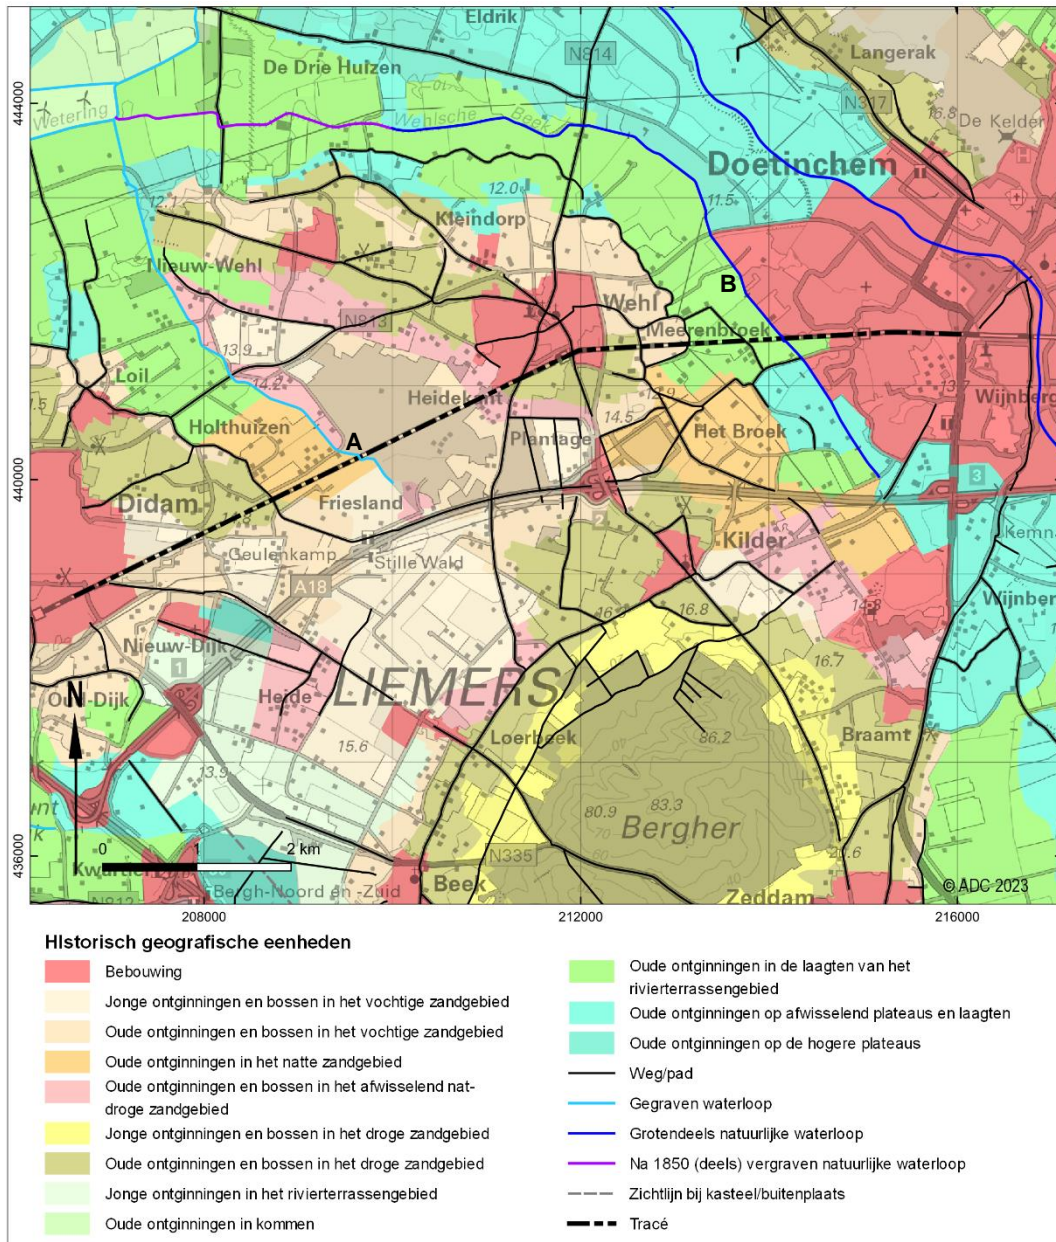 Eldrik
N814
Langerak
De Drie Huizen
444000
Wetering
Wehlsche Beek
N317
16.8
De Kelder
Doetinchem
12.1
12.0
11.5
Kleindorp
Nieuw-Wehl
B
Wehl
N813
Meerenbroek
13.9
Loil
14.2
Heidekant
12.9
13.7
Wijnberg
14.5
Holthuizen
A
Plantage
Het Broek
440000
3
Friesland
Didam
2
Geulenkamp
Stille Wald
Kilder
A18
14.8
16.8
Wijnberg
Nieuw-Dijk
1
16.7
N
LIEMERS
Oud-Dijk
Heide
Loerbeek
86,2
Braamt
15.6
13.9
80.9
83.3
Bergher
0
1
2 km
436000
N335
Kwartier
Bergh-Noord en -Zuid
Beek
Zeddam
© ADC 2023
N812
208000
212000
216000
HIstorisch geografische eenheden
Bebouwing
Jonge ontginningen en bossen in het vochtige zandgebied
Oude ontginningen en bossen in het vochtige zandgebied
Oude ontginningen in het natte zandgebied
Oude ontginningen en bossen in het afwisselend nat-
droge zandgebied
Jonge ontginningen en bossen in het droge zandgebied
Oude ontginningen en bossen in het droge zandgebied
Jonge ontginningen in het rivierterrassengebied
Oude ontginningen in kommen
Oude ontginningen in de laagten van het
rivierterrassengebied
Oude ontginningen op afwisselend plateaus en laagten
Oude ontginningen op de hogere plateaus
Weg/pad
Gegraven waterloop
Grotendeels natuurlijke waterloop
Na 1850 (deels) vergraven natuurlijke waterloop
Zichtlijn bij kasteel/buitenplaats
Tracé